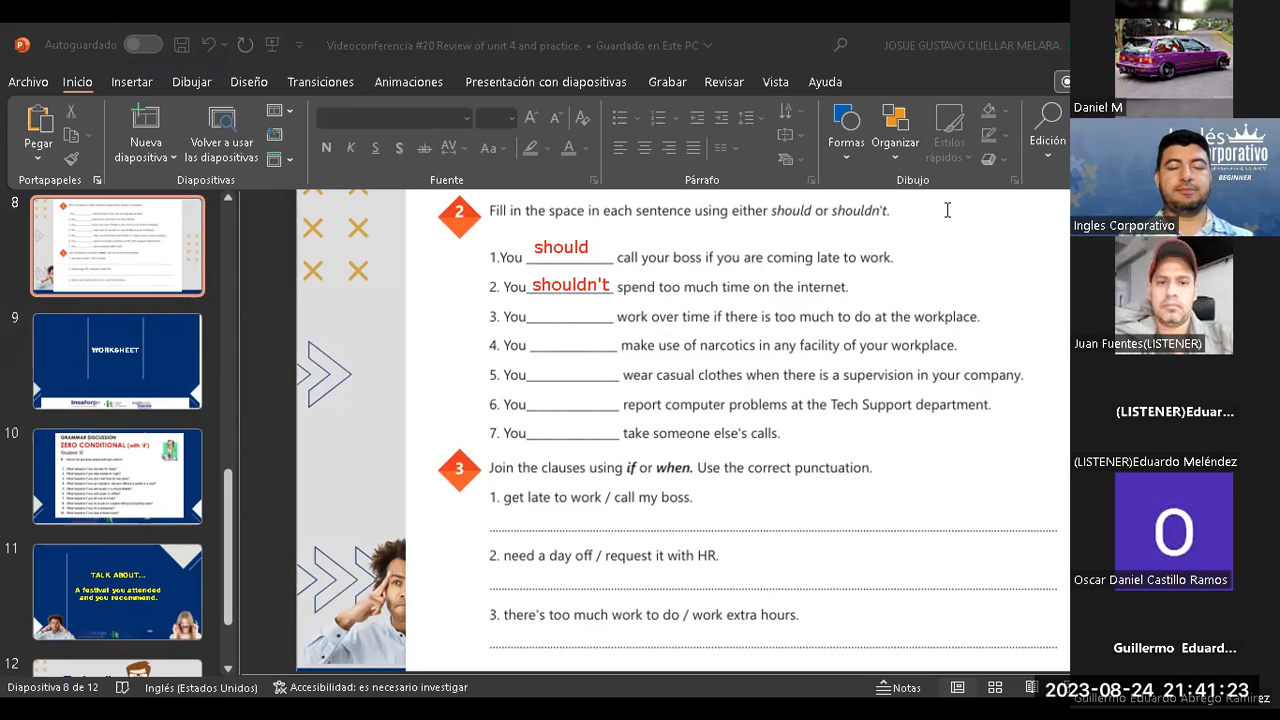 Autoguardado
Videoconferencia #20
unit 4 and practice. • Guardado en Este PC
GUSTAVO CUELLAR MELARA
Archivo Inicio Insertar Dibujar Diseño Transiciones Presentación con diapositivas Grabar Revisar Vista Ayuda
Pegar
Nueva diapositiva
Volver a usar las diapositivas
Formas
Organizar
Estilos rápidos
Edición
N K S S ab AV Aa A
Portapapeles Diapositivas Fuente Párrafo Dibujo
8
9
WORKSHEET
10
GRAMMAR DISCUSSION
ZERO CONDITIONAL (with 'if')
Student 'B'
11
TALK ABOUT...
A festival you attended
and you recommend.
12
2
Fill in the space in each sentence using either should or shouldn't.
1.You should call your boss if you are coming late to work.
2. You shouldn't spend too much time on the internet.
3. You_____________ work over time if there is too much to do at the workplace.
4. You _____________ make use of narcotics in any facility of your workplace.
5. You______________ wear casual clothes when there is a supervision in your company.
6. You______________ report computer problems at the Tech Support department.
7. You______________ take someone else's calls.
3
Join the clauses using if or when. Use the correct punctuation.
1. get late to work / call my boss.
2. need a day off / request it with HR.
3. there's too much work to do / work extra hours.
Diapositiva 8 de 12
Inglés (Estados Unidos)
Accesibilidad: es necesario investigar
Notas
Daniel M
Inglés
Corporativo
BEGINNER
Ingles Corporativo
Juan Fuentes(LISTENER)
(LISTENER)Eduar...
(LISTENER)Eduardo Meléndez
O
Oscar Daniel Castillo Ramos
Guillermo Eduard...
2023-08-24 21:41:23
Guillermo Eduardo Abrego Ramirez